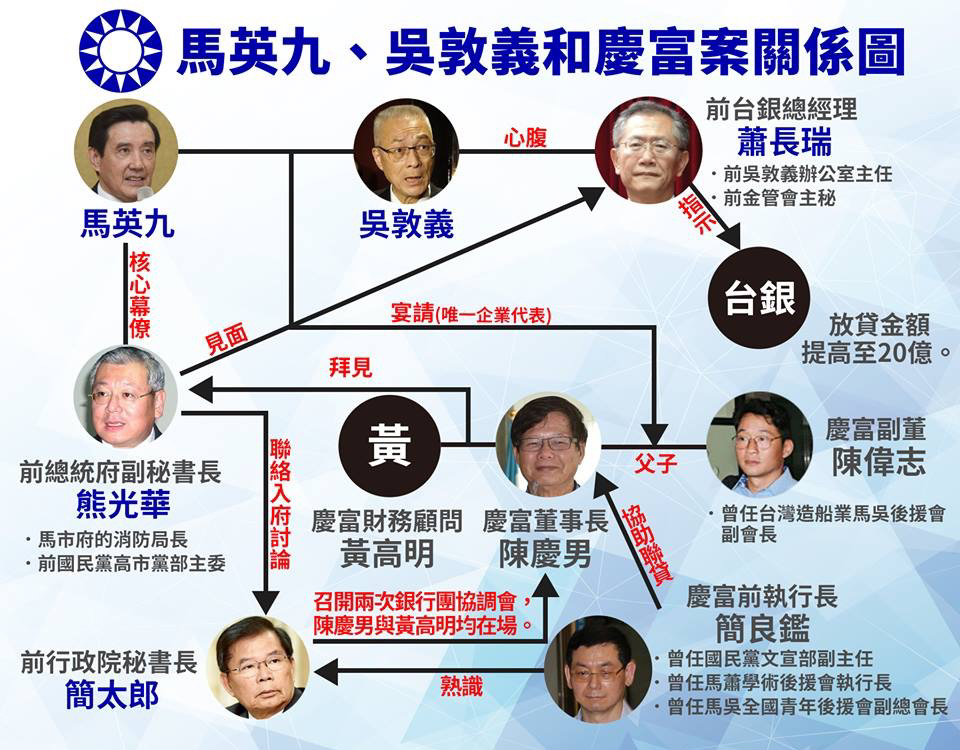 馬英九、吳敦義和慶富案關係圖
馬英九
吳敦義
心腹
前台銀總經理
蕭長瑞
·前吳敦義辦公室主任
·前金管會主秘
指示
台銀
放貸金額
提高至20億。
核心幕僚
見面
宴請(唯一企業代表)
拜見
前總統府副秘書長
熊光華
·馬市府的消防局長
·前國民黨高市黨部主委
聯絡入府討論
黃
慶富財務顧問
黃高明
慶富董事長
陳慶男
父子
慶富副董
陳偉志
·曾任台灣造船業馬吳後援會
副會長
協助聯貸
召開兩次銀行團協調會，
陳慶男與黃高明均在場。
前行政院秘書長
簡太郎
熟識
慶富前執行長
簡良鑑
·曾任國民黨文宣部副主任
·曾任馬蕭學術後援會執行長
·曾任馬吳全國青年後援會副總會長